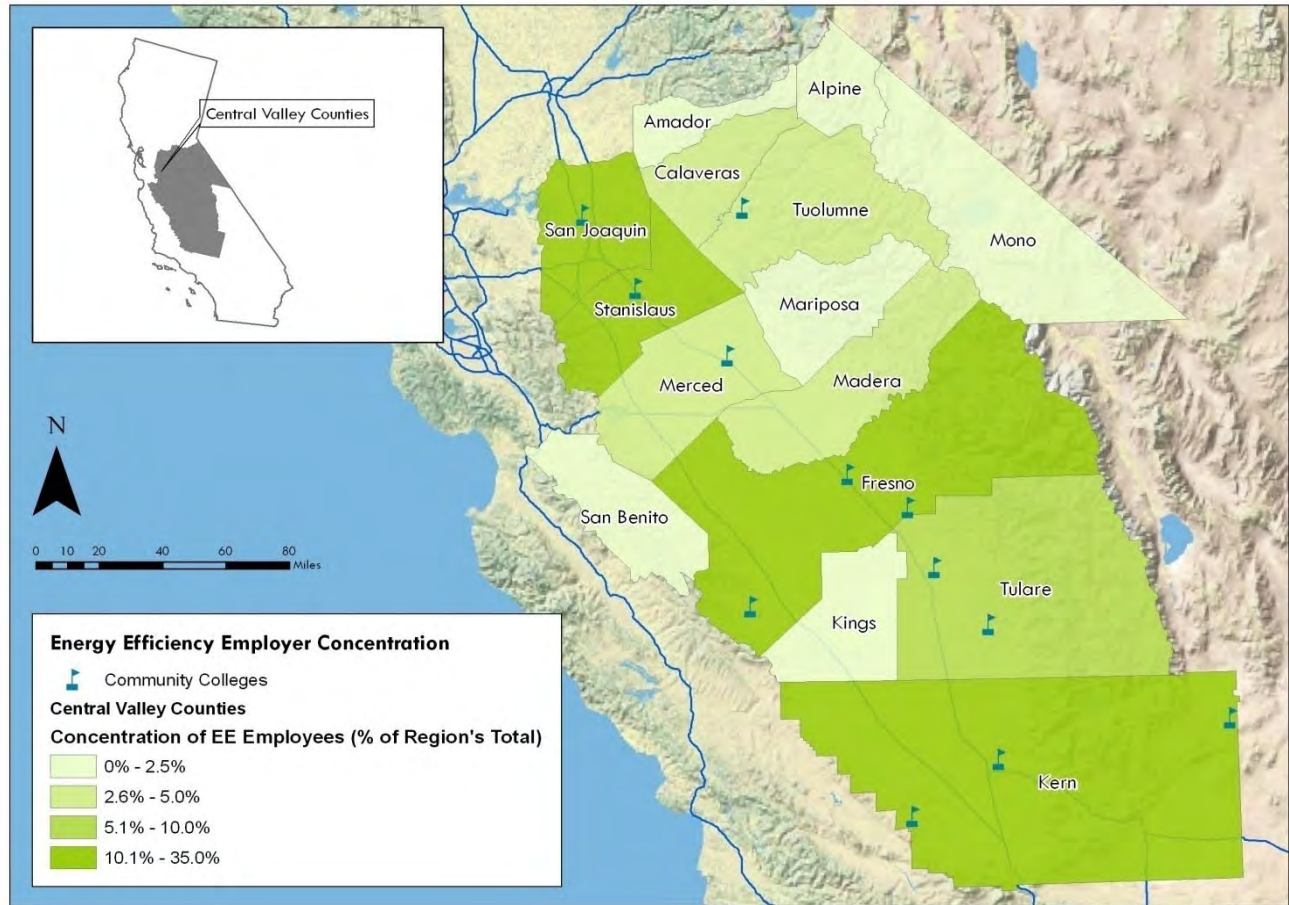 Central Valley Counties
Alpine
Amador
Calaveras
Tuolumne
San Joaquin
Mono
Stanislaus
Mariposa
Merced
Madera
N
Fresno
San Benito
0 10 20 40 60 80
Miles
Tulare
Kings
Kern
Energy Efficiency Employer Concentration
Community Colleges
Central Valley Counties
Concentration of EE Employees (% of Region's Total)
0% - 2.5%
2.6% - 5.0%
5.1% - 10.0%
10.1% - 35.0%